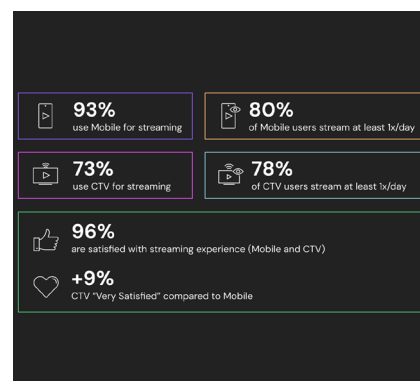 93%
use Mobile for streaming
80%
of Mobile users stream at least 1x/day
73%
use CTV for streaming
78%
of CTV users stream at least 1x/day
96%
are satisfied with streaming experience (Mobile and CTV)
+9%
CTV "Very Satisfied" compared to Mobile